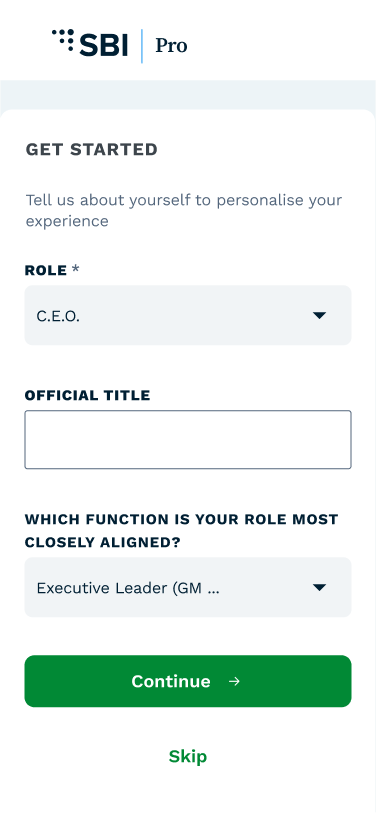 SBI Pro
GET STARTED
Tell us about yourself to personalise your
experience
ROLE *
C.E.O.
OFFICIAL TITLE
WHICH FUNCTION IS YOUR ROLE MOST
CLOSELY ALIGNED?
Executive Leader (GM ...
Continue →
Skip